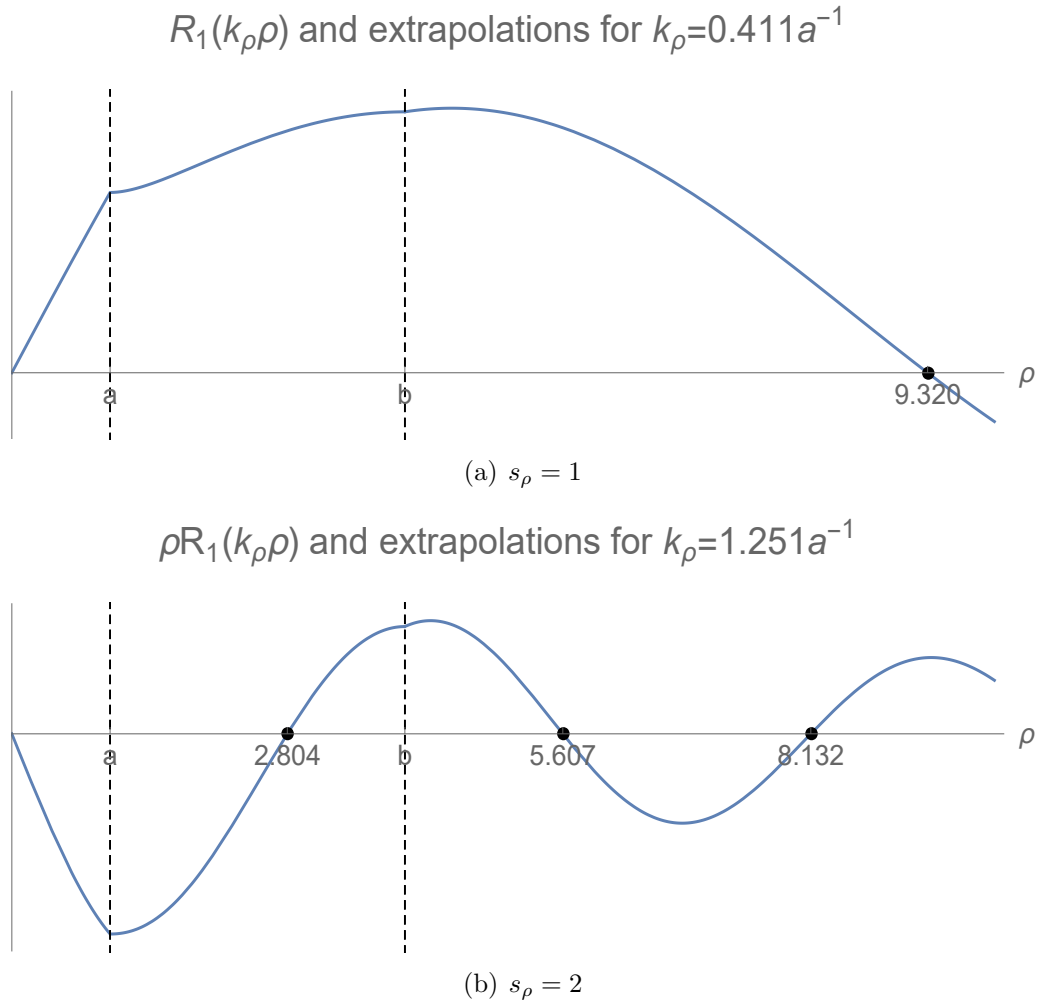 R₁(kᵨρ) and extrapolations for kᵨ=0.411a⁻¹
ρ
a b 9.320
(a) sᵨ = 1
ρR₁(kᵨρ) and extrapolations for kᵨ=1.251a⁻¹
ρ
a 2.804 b 5.607 8.132
(b) sᵨ = 2